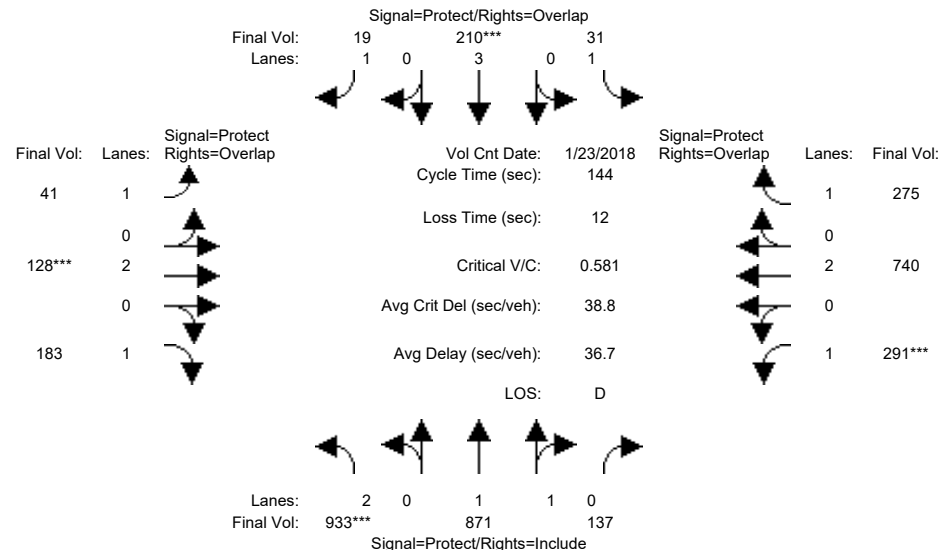 Signal=Protect/Rights=Overlap
Final Vol: 19 210*** 31
Lanes: 1 0 3 0 1
Signal=Protect Signal=Protect
Final Vol: Lanes: Rights=Overlap Vol Cnt Date: 1/23/2018 Rights=Overlap Lanes: Final Vol:
Cycle Time (sec): 144
41 1 1 275
Loss Time (sec): 12
0 0
128*** 2 Critical V/C: 0.581 2 740
0 Avg Crit Del (sec/veh): 38.8 0
183 1 Avg Delay (sec/veh): 36.7 1 291***
LOS: D
Lanes: 2 0 1 1 0
Final Vol: 933*** 871 137
Signal=Protect/Rights=Include